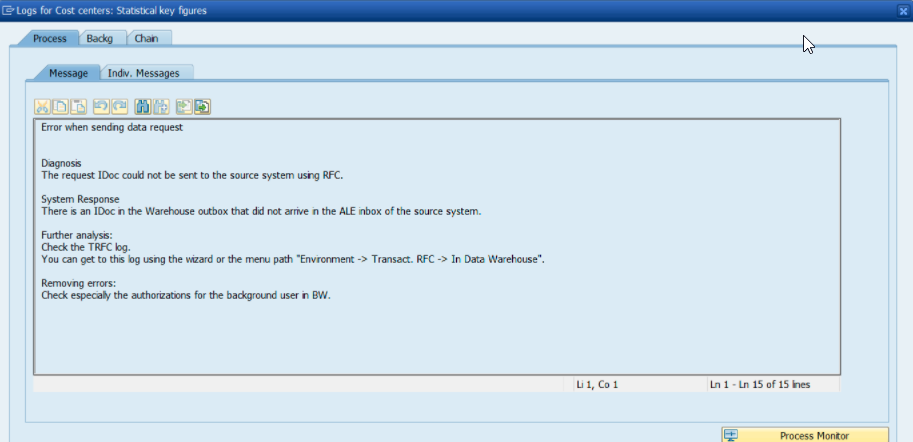 Logs for Cost centers: Statistical key figures
Process Backg Chain
Message Indiv. Messages
Error when sending data request
Diagnosis
The request IDoc could not be sent to the source system using RFC.
System Response
There is an IDoc in the Warehouse outbox that did not arrive in the ALE inbox of the source system.
Further analysis:
Check the TRFC log.
You can get to this log using the wizard or the menu path "Environment -> Transact. RFC -> In Data Warehouse".
Removing errors:
Check especially the authorizations for the background user in BW.
Li 1, Co 1 Ln 1 - Ln 15 of 15 lines
Process Monitor